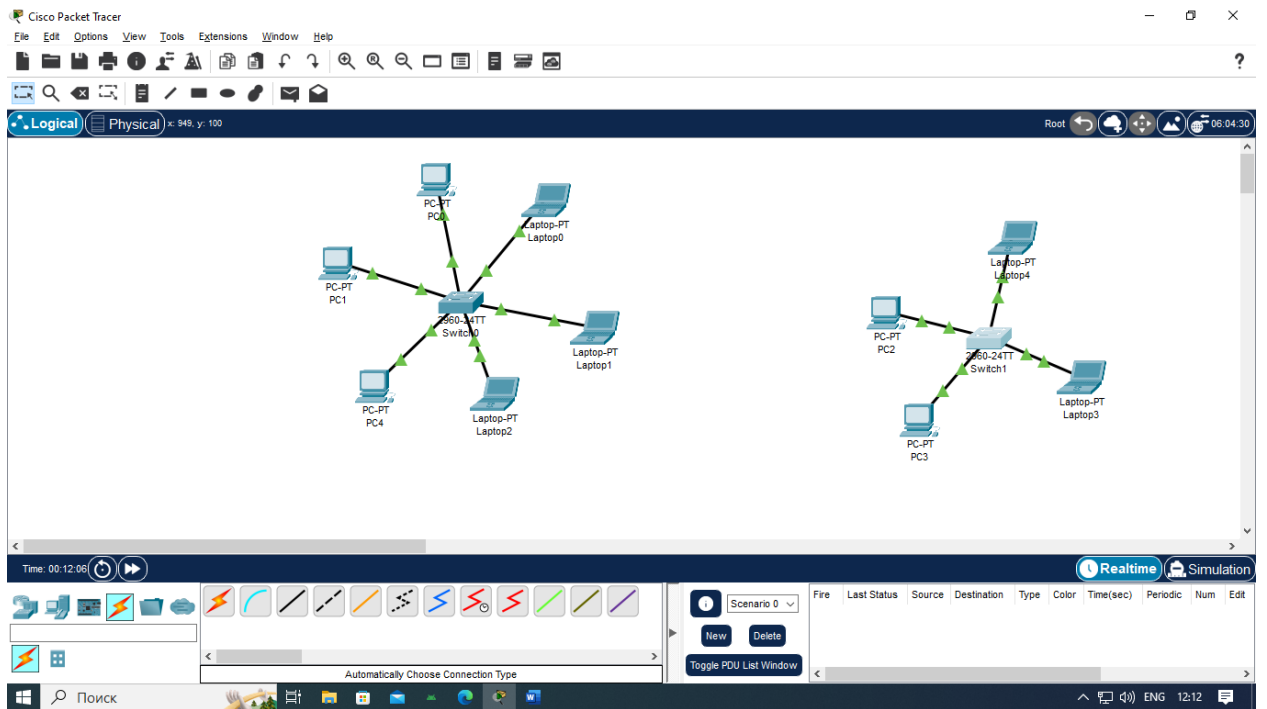 Cisco Packet Tracer
File Edit Options View Tools Extensions Window Help
?
Logical Physical x: 949, y: 100 Root 06:04:30
PC-PT
PC0
Laptop-PT
Laptop0
PC-PT
PC1
2960-24TT
Switch0
Laptop-PT
Laptop1
PC-PT
PC4
Laptop-PT
Laptop2
Laptop-PT
Laptop4
PC-PT
PC2
2960-24TT
Switch1
Laptop-PT
Laptop3
PC-PT
PC3
Time: 00:12:06 Realtime Simulation
Scenario 0
New Delete
Toggle PDU List Window
Fire Last Status Source Destination Type Color Time(sec) Periodic Num Edit
Automatically Choose Connection Type
Поиск ENG 12:12